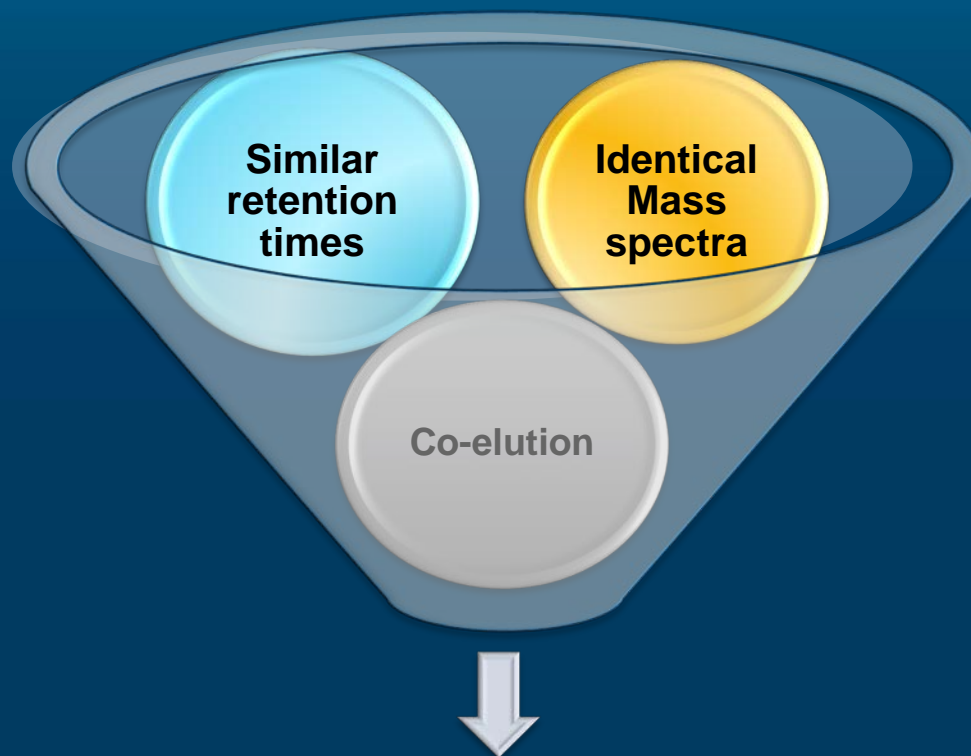 Similar
retention
times
Identical
Mass
spectra
Co-elution